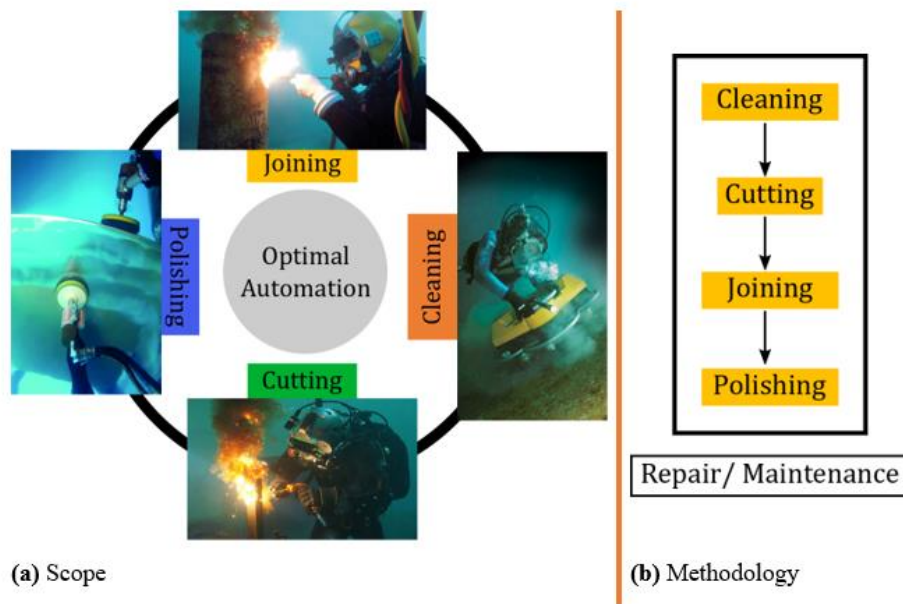 Joining
Polishing
Optimal
Automation
Cleaning
Cutting
(a) Scope
Cleaning
Cutting
Joining
Polishing
Repair/ Maintenance
(b) Methodology